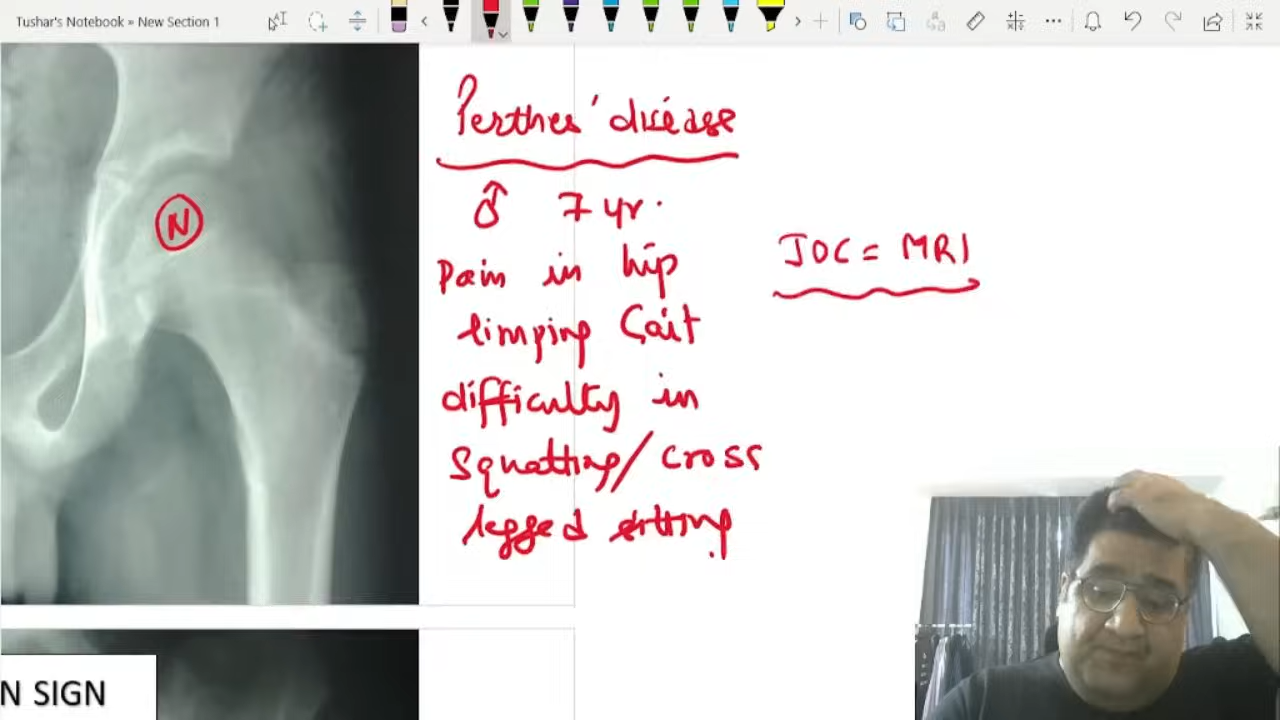 Tushar's Notebook » New Section 1
Perthes' disease
♂ 7 yr.
N
Pain in hip
IOC = MRI
limping Gait
difficulty in
Squatting/cross
legged sitting
N SIGN